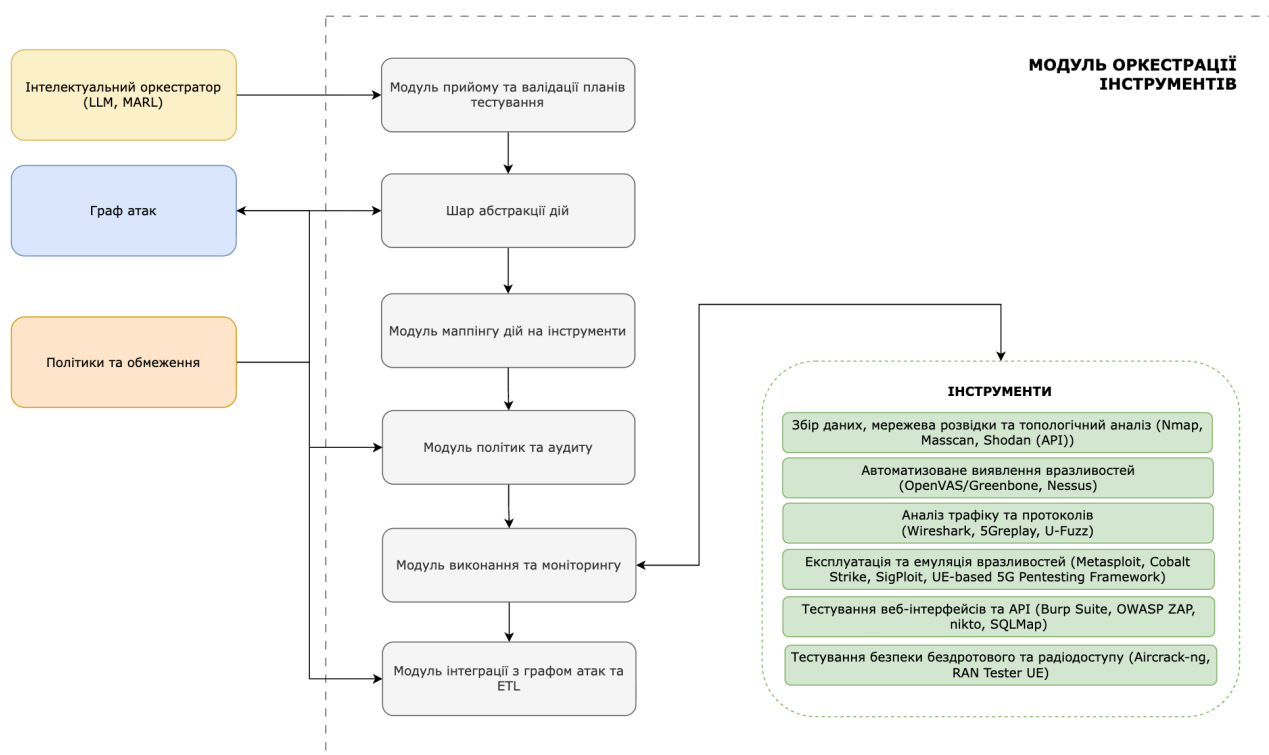 МОДУЛЬ ОРКЕСТРАЦІЇ
ІНСТРУМЕНТІВ
Інтелектуальний оркестратор
(LLM, MARL)
Модуль прийому та валідації планів
тестування
Граф атак
Шар абстракції дій
Модуль маппінгу дій на інструменти
Політики та обмеження
Модуль політик та аудиту
Модуль виконання та моніторингу
Модуль інтеграції з графом атак та
ETL
ІНСТРУМЕНТИ
Збір даних, мережева розвідки та топологічний аналіз (Nmap,
Masscan, Shodan (API))
Автоматизоване виявлення вразливостей
(OpenVAS/Greenbone, Nessus)
Аналіз трафіку та протоколів
(Wireshark, 5Greplay, U-Fuzz)
Експлуатація та емуляція вразливостей (Metasploit, Cobalt
Strike, SigPloit, UE-based 5G Pentesting Framework)
Тестування веб-інтерфейсів та API (Burp Suite, OWASP ZAP,
nikto, SQLMap)
Тестування безпеки бездротового та радіодоступу (Aircrack-ng,
RAN Tester UE)